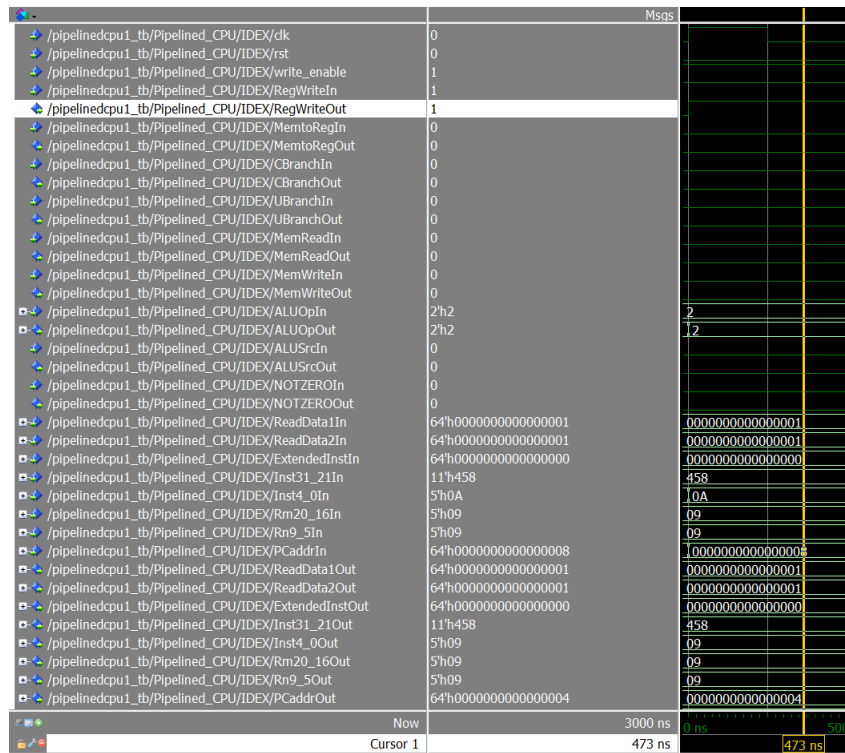 Msgs
/pipelinedcpu1_tb/Pipelined_CPU/IDEX/clk 0
/pipelinedcpu1_tb/Pipelined_CPU/IDEX/rst 0
/pipelinedcpu1_tb/Pipelined_CPU/IDEX/write_enable 1
/pipelinedcpu1_tb/Pipelined_CPU/IDEX/RegWriteIn 1
/pipelinedcpu1_tb/Pipelined_CPU/IDEX/RegWriteOut 1
/pipelinedcpu1_tb/Pipelined_CPU/IDEX/MemtoRegIn 0
/pipelinedcpu1_tb/Pipelined_CPU/IDEX/MemtoRegOut 0
/pipelinedcpu1_tb/Pipelined_CPU/IDEX/CBranchIn 0
/pipelinedcpu1_tb/Pipelined_CPU/IDEX/CBranchOut 0
/pipelinedcpu1_tb/Pipelined_CPU/IDEX/UBranchIn 0
/pipelinedcpu1_tb/Pipelined_CPU/IDEX/UBranchOut 0
/pipelinedcpu1_tb/Pipelined_CPU/IDEX/MemReadIn 0
/pipelinedcpu1_tb/Pipelined_CPU/IDEX/MemReadOut 0
/pipelinedcpu1_tb/Pipelined_CPU/IDEX/MemWriteIn 0
/pipelinedcpu1_tb/Pipelined_CPU/IDEX/MemWriteOut 0
/pipelinedcpu1_tb/Pipelined_CPU/IDEX/ALUOpIn 2'h2 2
/pipelinedcpu1_tb/Pipelined_CPU/IDEX/ALUOpOut 2'h2 2
/pipelinedcpu1_tb/Pipelined_CPU/IDEX/ALUSrcIn 0
/pipelinedcpu1_tb/Pipelined_CPU/IDEX/ALUSrcOut 0
/pipelinedcpu1_tb/Pipelined_CPU/IDEX/NOTZEROIn 0
/pipelinedcpu1_tb/Pipelined_CPU/IDEX/NOTZEROOut 0
/pipelinedcpu1_tb/Pipelined_CPU/IDEX/ReadData1In 64'h0000000000000001 0000000000000001
/pipelinedcpu1_tb/Pipelined_CPU/IDEX/ReadData2In 64'h0000000000000001 0000000000000001
/pipelinedcpu1_tb/Pipelined_CPU/IDEX/ExtendedInstIn 64'h0000000000000000 0000000000000000
/pipelinedcpu1_tb/Pipelined_CPU/IDEX/Inst31_21In 11'h458 458
/pipelinedcpu1_tb/Pipelined_CPU/IDEX/Inst4_0In 5'h0A 0A
/pipelinedcpu1_tb/Pipelined_CPU/IDEX/Rm20_16In 5'h09 09
/pipelinedcpu1_tb/Pipelined_CPU/IDEX/Rn9_5In 5'h09 09
/pipelinedcpu1_tb/Pipelined_CPU/IDEX/PCaddrIn 64'h0000000000000008 0000000000000008
/pipelinedcpu1_tb/Pipelined_CPU/IDEX/ReadData1Out 64'h0000000000000001 0000000000000001
/pipelinedcpu1_tb/Pipelined_CPU/IDEX/ReadData2Out 64'h0000000000000001 0000000000000001
/pipelinedcpu1_tb/Pipelined_CPU/IDEX/ExtendedInstOut 64'h0000000000000000 0000000000000000
/pipelinedcpu1_tb/Pipelined_CPU/IDEX/Inst31_21Out 11'h458 458
/pipelinedcpu1_tb/Pipelined_CPU/IDEX/Inst4_0Out 5'h09 09
/pipelinedcpu1_tb/Pipelined_CPU/IDEX/Rm20_16Out 5'h09 09
/pipelinedcpu1_tb/Pipelined_CPU/IDEX/Rn9_5Out 5'h09 09
/pipelinedcpu1_tb/Pipelined_CPU/IDEX/PCaddrOut 64'h0000000000000004 0000000000000004
Now 3000 ns 0 ns 500
Cursor 1 473 ns 473 ns